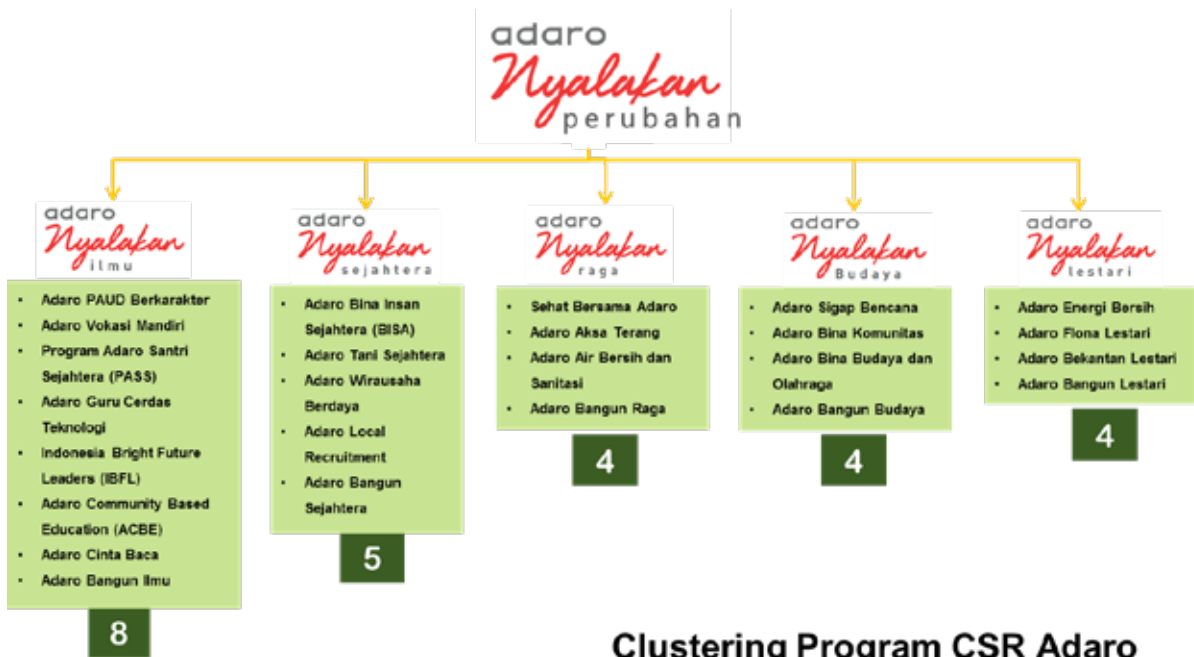 adaro
Nyalakan
perubahan
adaro
Nyalakan
ilmu
• Adaro PAUD Berkarakter
• Adaro Vokasi Mandiri
• Program Adaro Santri
Sejahtera (PASS)
• Adaro Guru Cerdas
Teknologi
• Indonesia Bright Future
Leaders (IBFL)
• Adaro Community Based
Education (ACBE)
• Adaro Cinta Baca
• Adaro Bangun Ilmu
8
adaro
Nyalakan
sejahtera
• Adaro Bina Insan
Sejahtera (BISA)
• Adaro Tani Sejahtera
• Adaro Wirausaha
Berdaya
• Adaro Local
Recruitment
• Adaro Bangun
Sejahtera
5
adaro
Nyalakan
raga
• Sehat Bersama Adaro
• Adaro Aksa Terang
• Adaro Air Bersih dan
Sanitasi
• Adaro Bangun Raga
4
adaro
Nyalakan
Budaya
• Adaro Sigap Bencana
• Adaro Bina Komunitas
• Adaro Bina Budaya dan
Olahraga
• Adaro Bangun Budaya
4
adaro
Nyalakan
lestari
• Adaro Energi Bersih
• Adaro Flona Lestari
• Adaro Bekantan Lestari
• Adaro Bangun Lestari
4
Clustering Program CSR Adaro